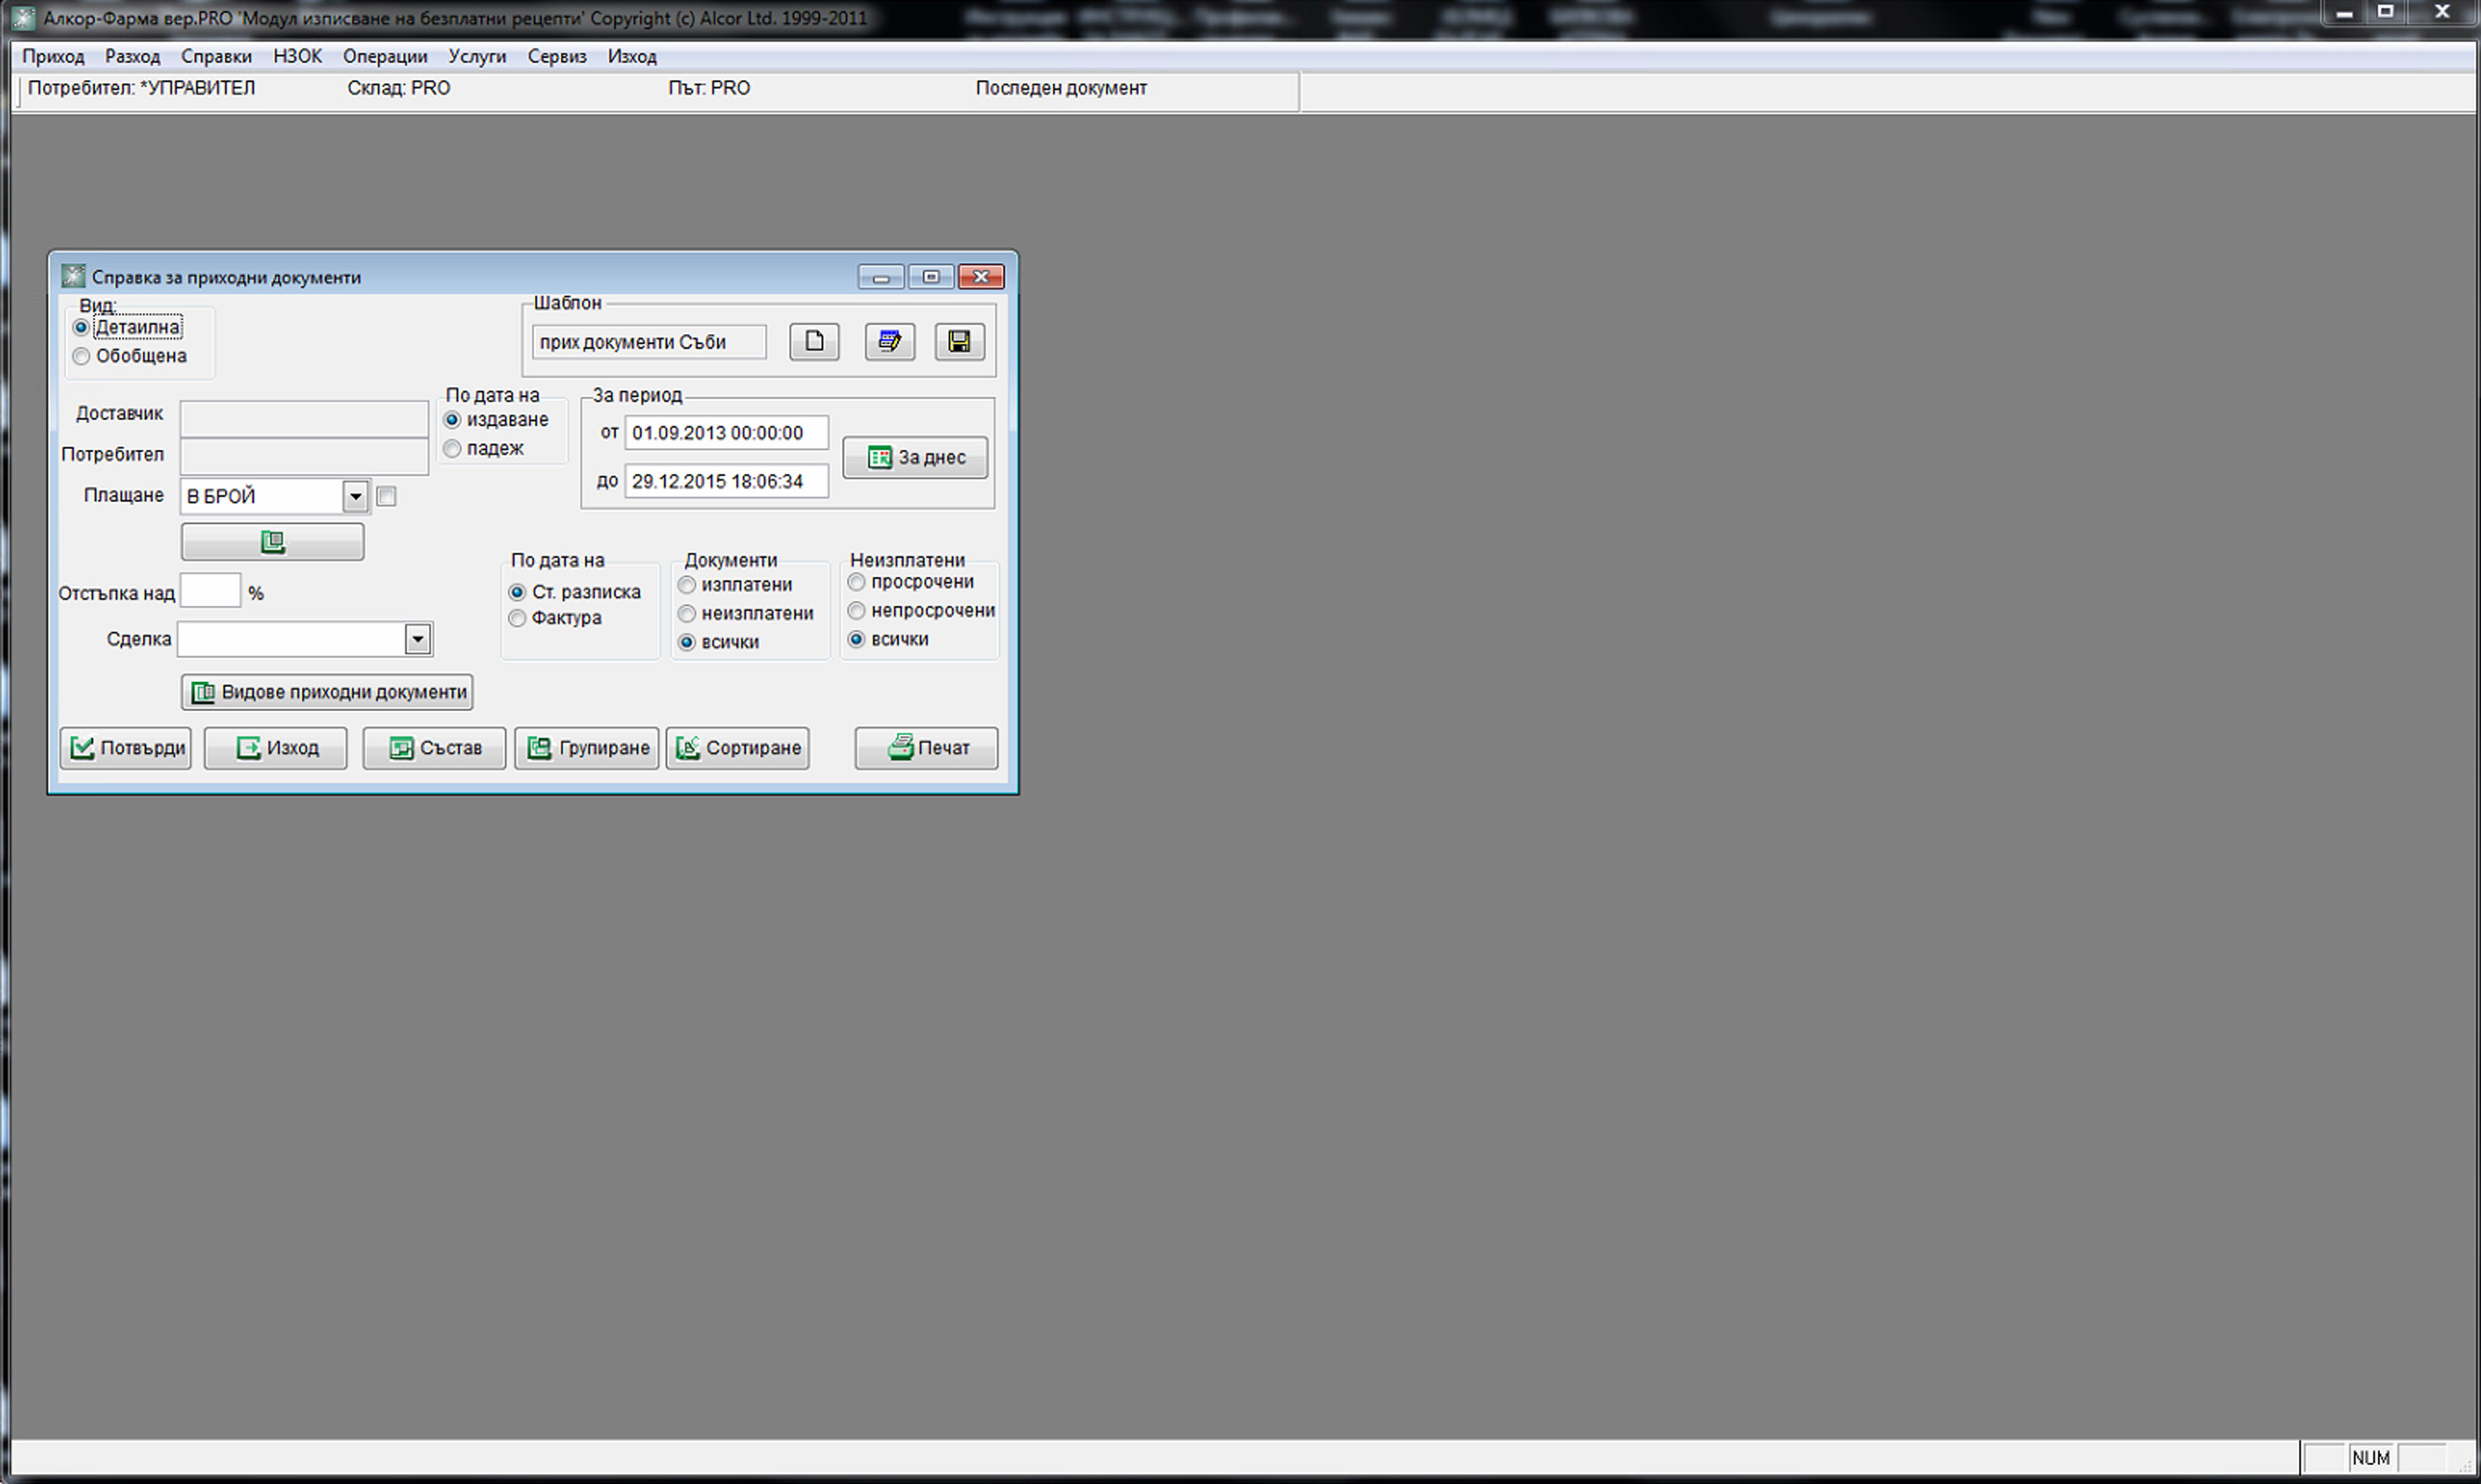 Алкор-Фарма вер.PRO 'Модул изписване на безплатни рецепти' Copyright (c) Alcor Ltd. 1999-2011
Приход Разход Справки НЗОК Операции Услуги Сервиз Изход
Потребител: *УПРАВИТЕЛ Склад: PRO Път: PRO Последен документ
Справка за приходни документи
Вид:
Детаилна
Обобщена
Шаблон
прих документи Съби
Доставчик
Потребител
Плащане В БРОЙ
По дата на
издаване
падеж
За период
от 01.09.2013 00:00:00
до 29.12.2015 18:06:34
За днес
Отстъпка над %
Сделка
По дата на
Ст. разписка
Фактура
Документи
изплатени
неизплатени
всички
Неизплатени
просрочени
непросрочени
всички
Видове приходни документи
Потвърди Изход Състав Групиране Сортиране Печат
NUM